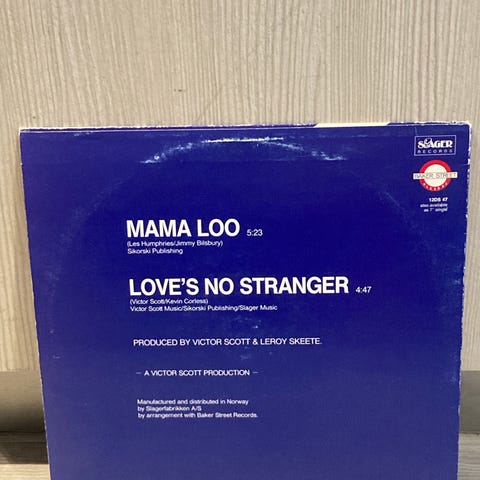 SLAGER
RECORDS
BAKER STREET
12DS 47
also available
as 7" single
MAMA LOO 5:23
(Les Humphries/Jimmy Bilsbury)
Sikorski Publishing
LOVE'S NO STRANGER 4:47
(Victor Scott/Kevin Corless)
Victor Scott Music/Sikorski Publishing/Slager Music
PRODUCED BY VICTOR SCOTT & LEROY SKEETE.
— A VICTOR SCOTT PRODUCTION —
Manufactured and distributed in Norway
by Slagerfabrikken A/S
by arrangement with Baker Street Records.